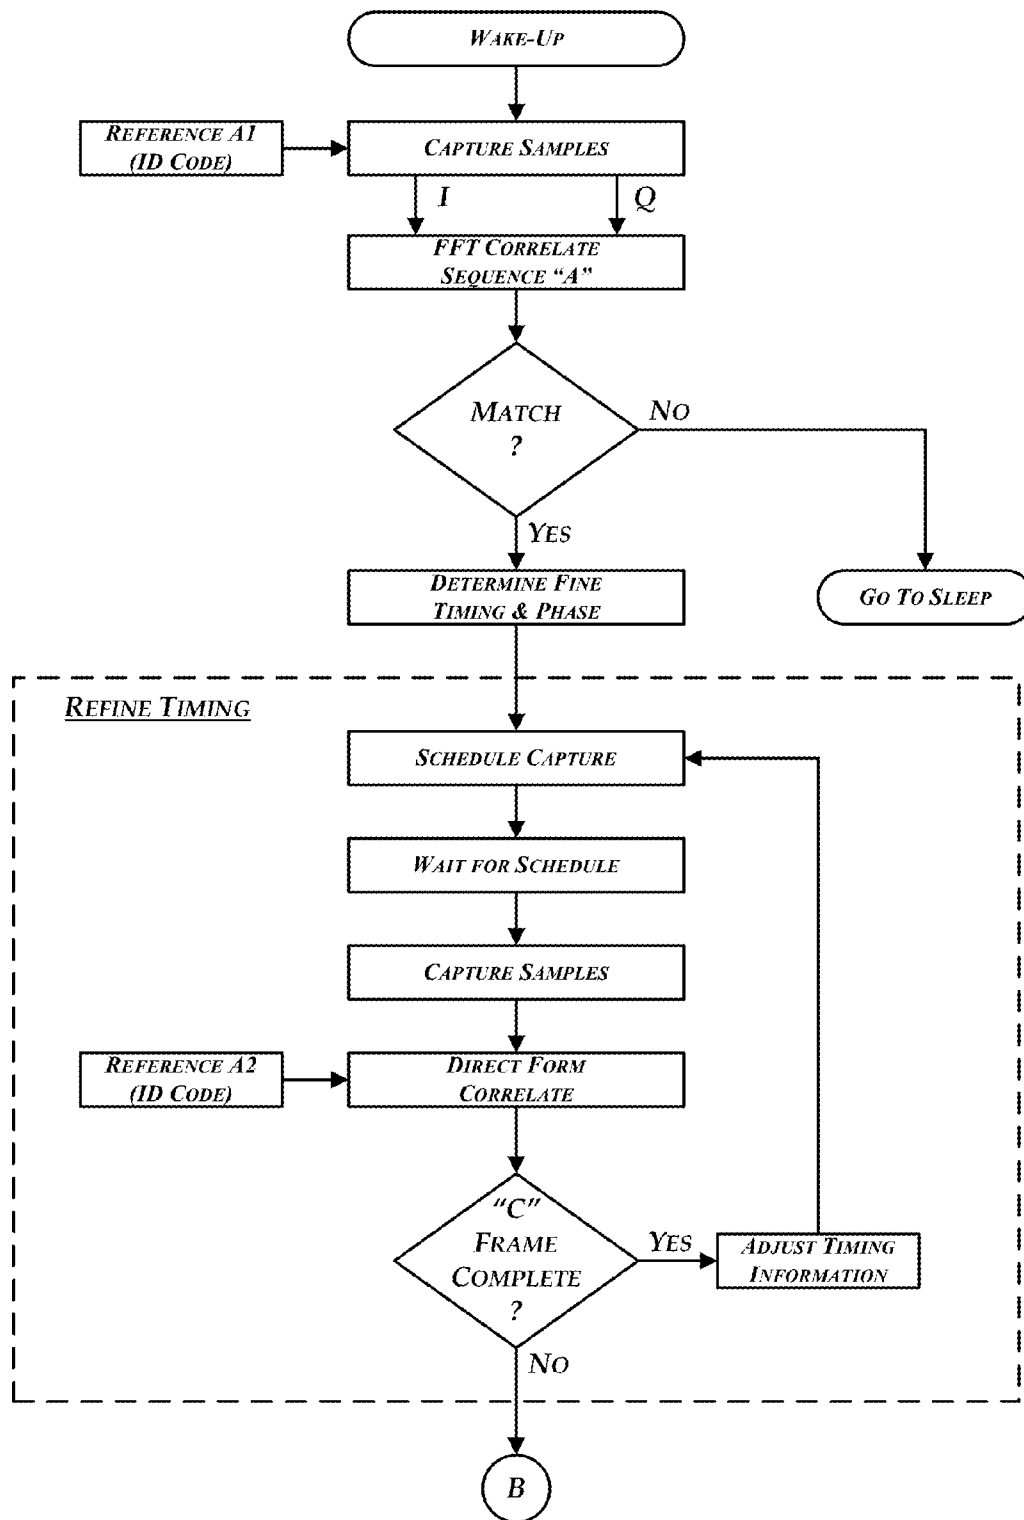 WAKE-UP
REFERENCE A1
(ID CODE)
CAPTURE SAMPLES
I
Q
FFT CORRELATE
SEQUENCE “A”
MATCH
?
NO
YES
DETERMINE FINE
TIMING & PHASE
GO TO SLEEP
REFINE TIMING
SCHEDULE CAPTURE
WAIT FOR SCHEDULE
CAPTURE SAMPLES
REFERENCE A2
(ID CODE)
DIRECT FORM
CORRELATE
“C”
FRAME
COMPLETE
?
YES
ADJUST TIMING
INFORMATION
NO
B